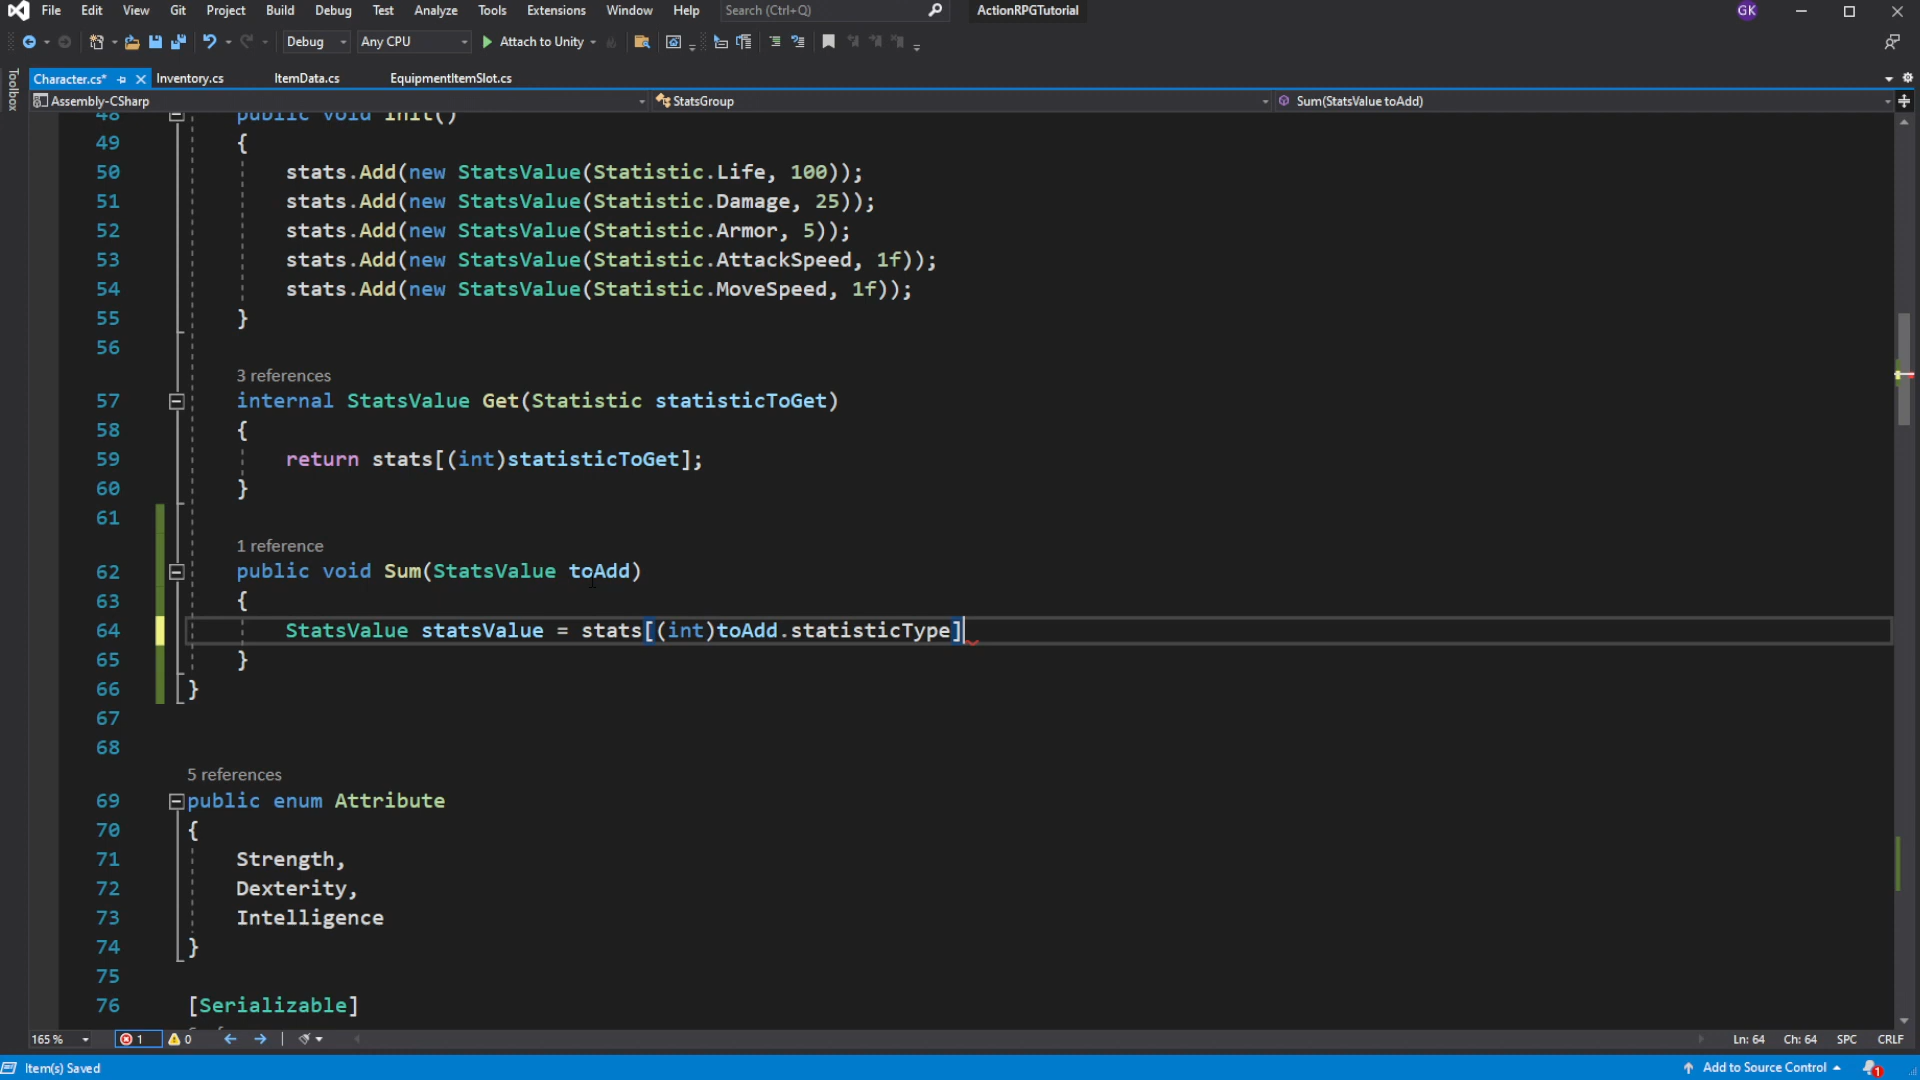 File Edit View Git Project Build Debug Test Analyze Tools Extensions Window Help Search (Ctrl+Q) ActionRPGTutorial GK
Debug Any CPU Attach to Unity
Toolbox
Character.cs* Inventory.cs ItemData.cs EquipmentItemSlot.cs
Assembly-CSharp StatsGroup Sum(StatsValue toAdd)
48 public void Init()
49 {
50 stats.Add(new StatsValue(Statistic.Life, 100));
51 stats.Add(new StatsValue(Statistic.Damage, 25));
52 stats.Add(new StatsValue(Statistic.Armor, 5));
53 stats.Add(new StatsValue(Statistic.AttackSpeed, 1f));
54 stats.Add(new StatsValue(Statistic.MoveSpeed, 1f));
55 }
56
3 references
57 internal StatsValue Get(Statistic statisticToGet)
58 {
59 return stats[(int)statisticToGet];
60 }
61
1 reference
62 public void Sum(StatsValue toAdd)
63 {
64 StatsValue statsValue = stats[(int)toAdd.statisticType]
65 }
66 }
67
68
5 references
69 public enum Attribute
70 {
71 Strength,
72 Dexterity,
73 Intelligence
74 }
75
76 [Serializable]
165 % 1 0 Ln: 64 Ch: 64 SPC CRLF
Item(s) Saved Add to Source Control 1